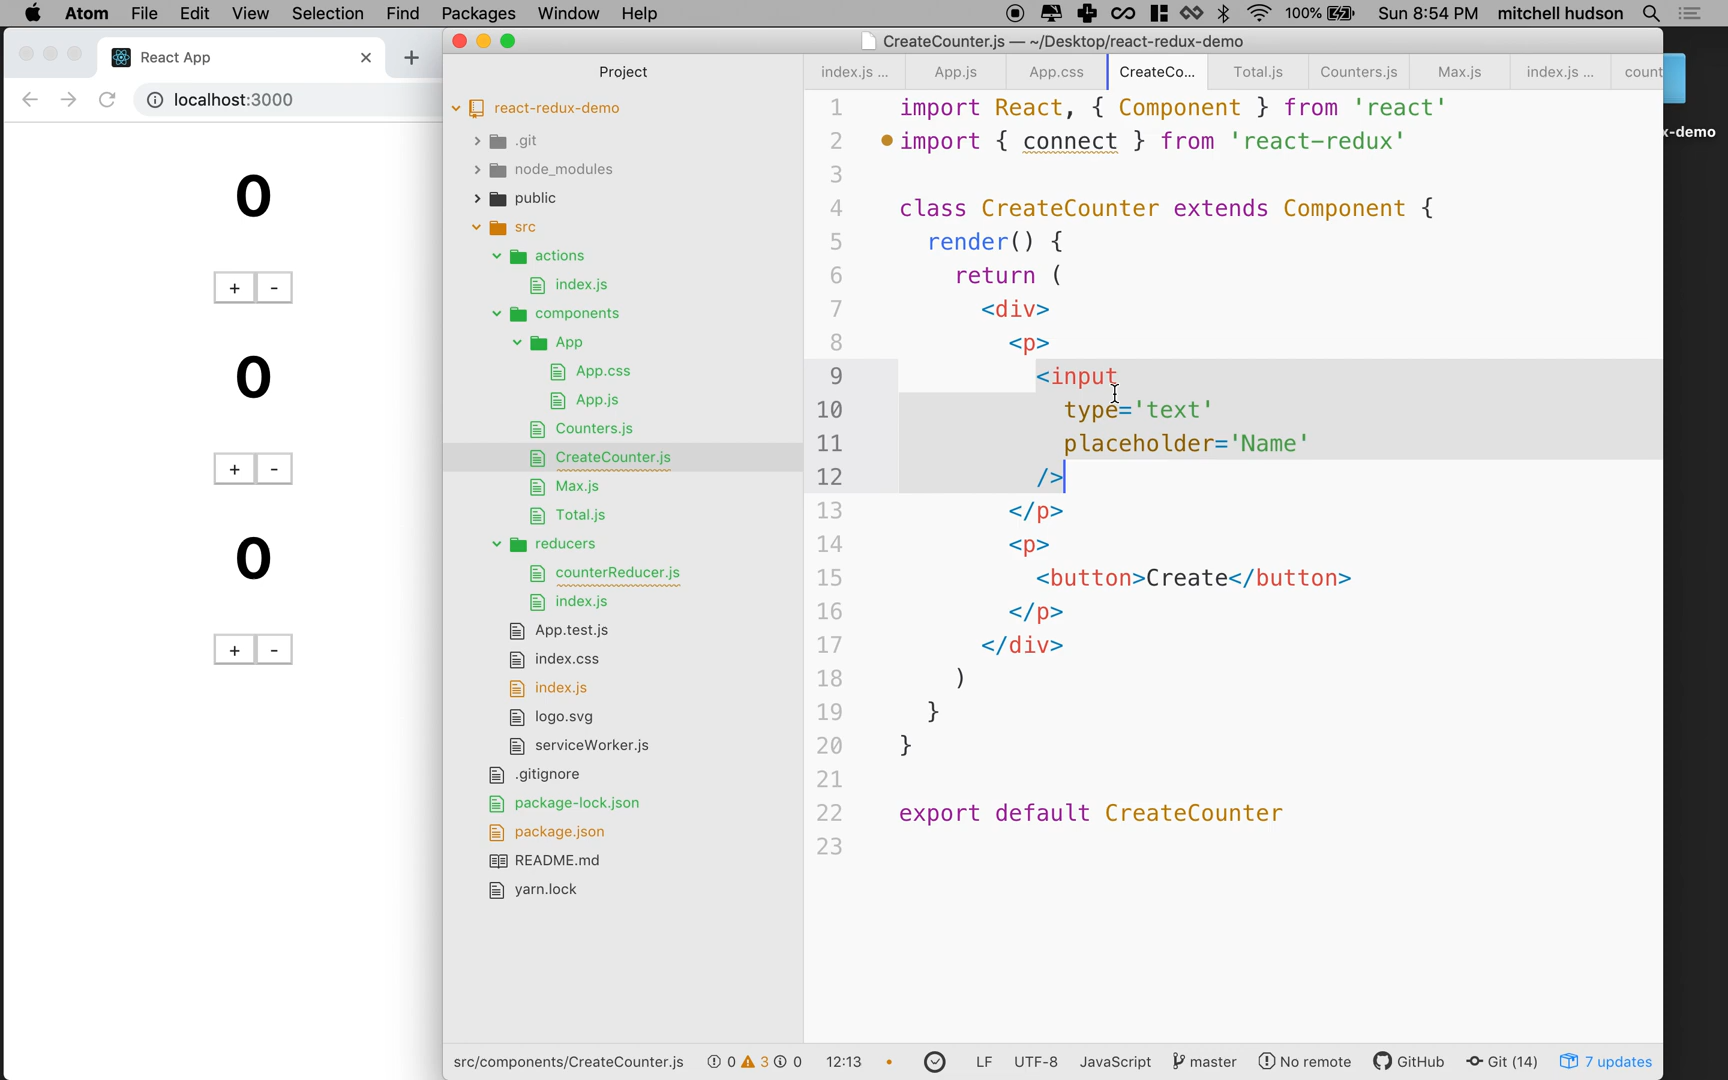 Atom File Edit View Selection Find Packages Window Help 100% Sun 8:54 PM mitchell hudson
React App
localhost:3000
0
+ -
0
+ -
0
+ -
CreateCounter.js — ~/Desktop/react-redux-demo
Project
react-redux-demo
.git
node_modules
public
src
actions
index.js
components
App
App.css
App.js
Counters.js
CreateCounter.js
Max.js
Total.js
reducers
counterReducer.js
index.js
App.test.js
index.css
index.js
logo.svg
serviceWorker.js
.gitignore
package-lock.json
package.json
README.md
yarn.lock
index.js ... App.js App.css CreateCo... Total.js Counters.js Max.js index.js ... count
1 import React, { Component } from 'react'
2 import { connect } from 'react-redux'
3
4 class CreateCounter extends Component {
5 render() {
6 return (
7 <div>
8 <p>
9 <input
10 type='text'
11 placeholder='Name'
12 />
13 </p>
14 <p>
15 <button>Create</button>
16 </p>
17 </div>
18 )
19 }
20 }
21
22 export default CreateCounter
23
src/components/CreateCounter.js 0 3 0 12:13 LF UTF-8 JavaScript master No remote GitHub Git (14) 7 updates
x-demo